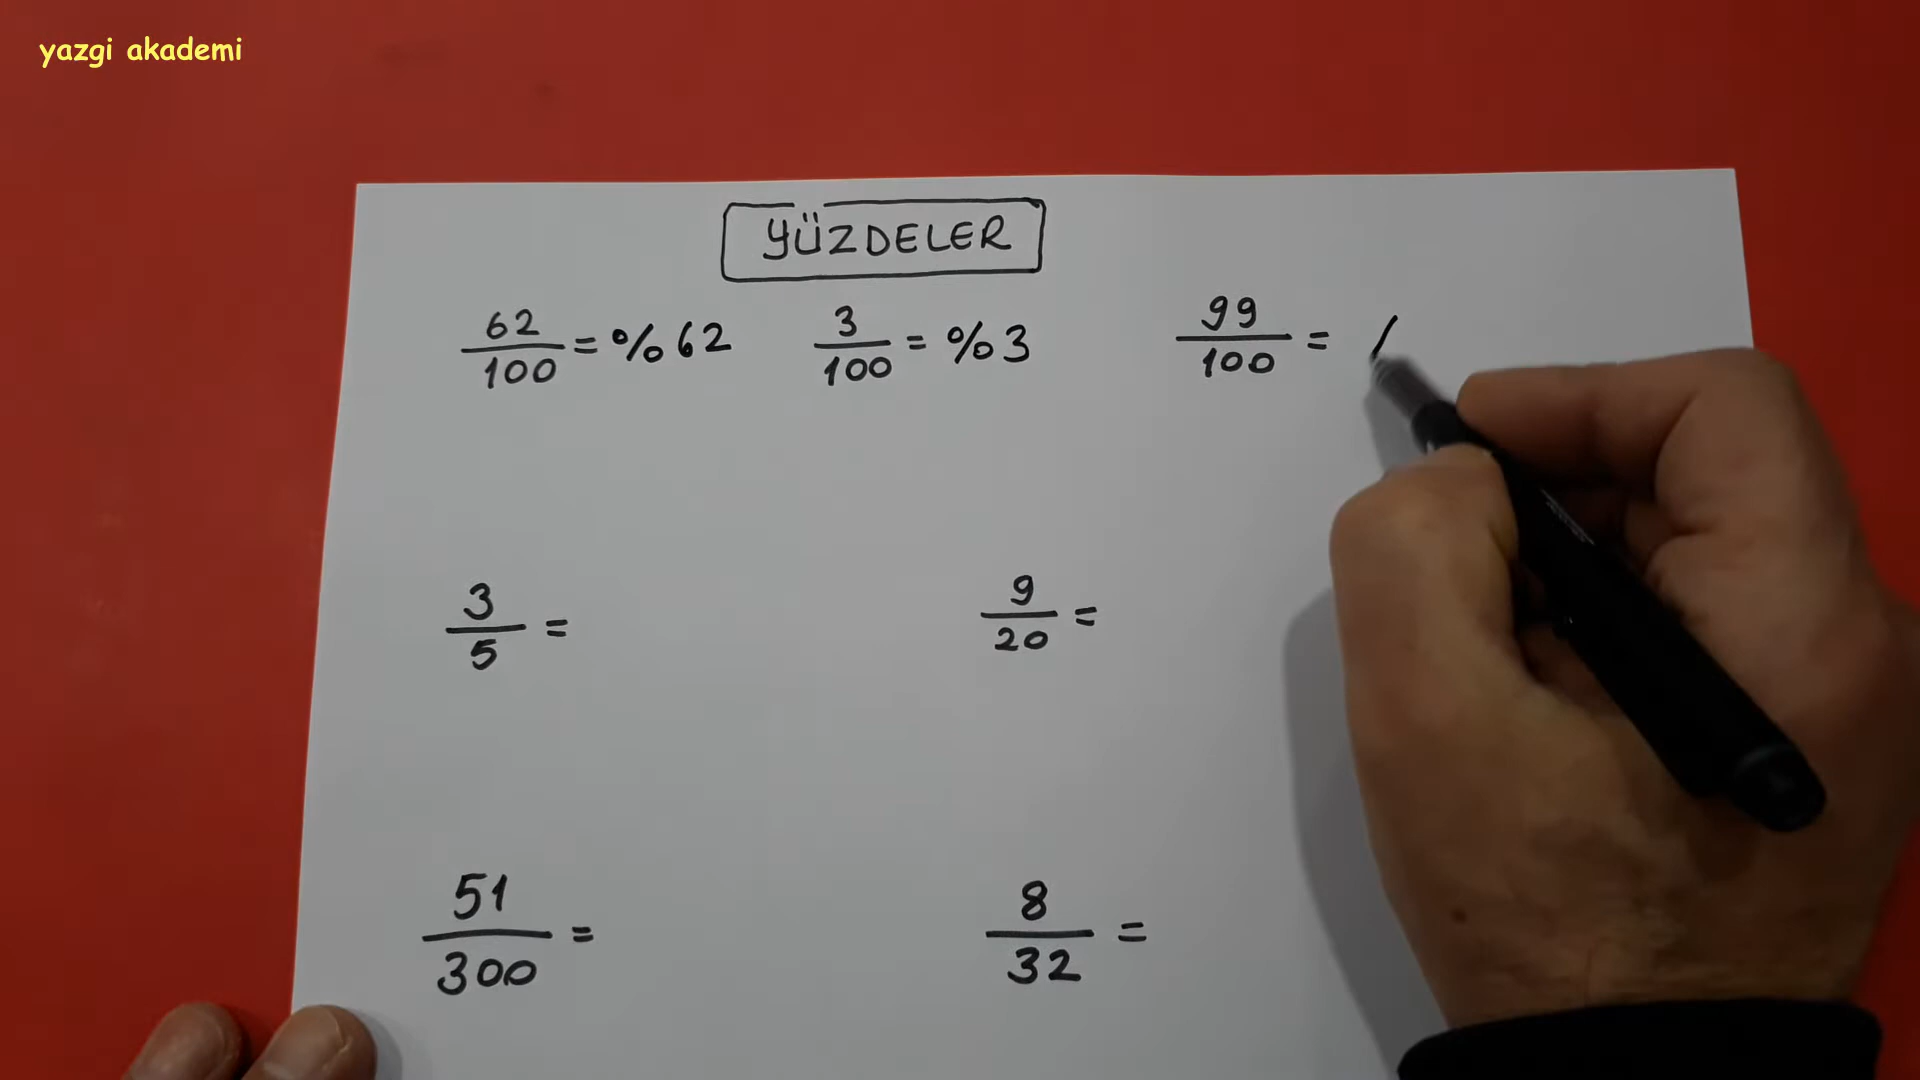 yazgi akademi
YÜZDELER
62/100 = %62 3/100 = %3 99/100 = /
3/5 = 9/20 =
51/300 = 8/32 =